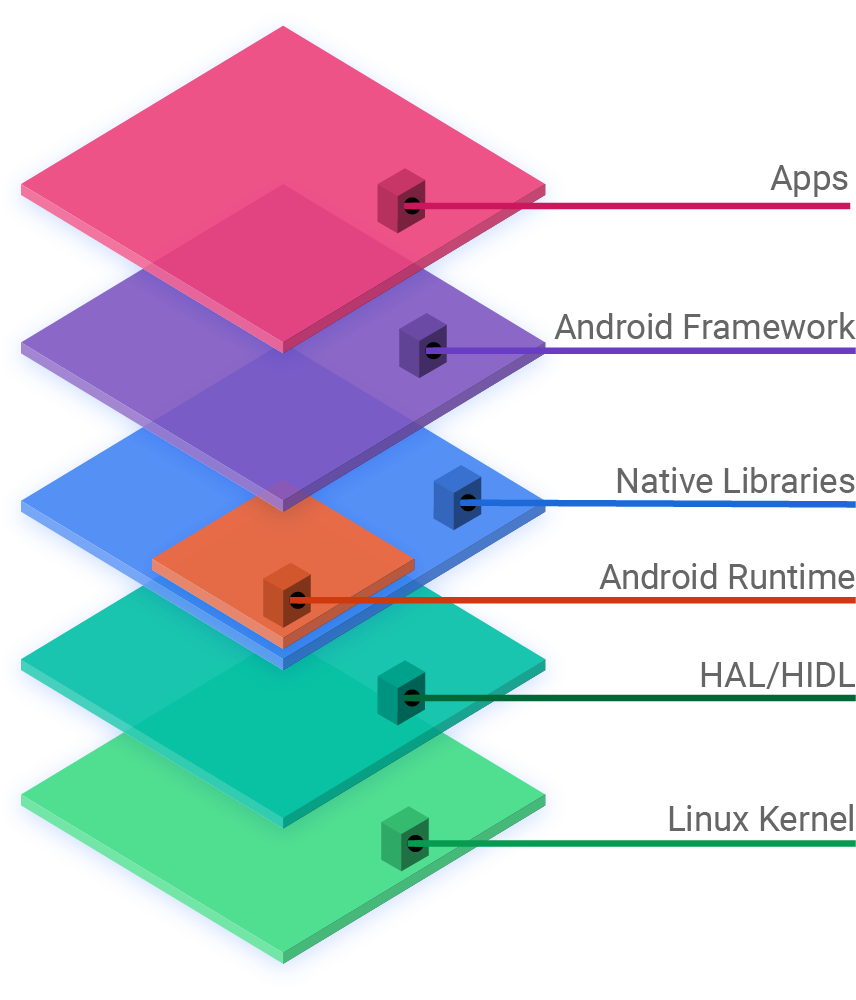 Apps
Android Framework
Native Libraries
Android Runtime
HAL/HIDL
Linux Kernel